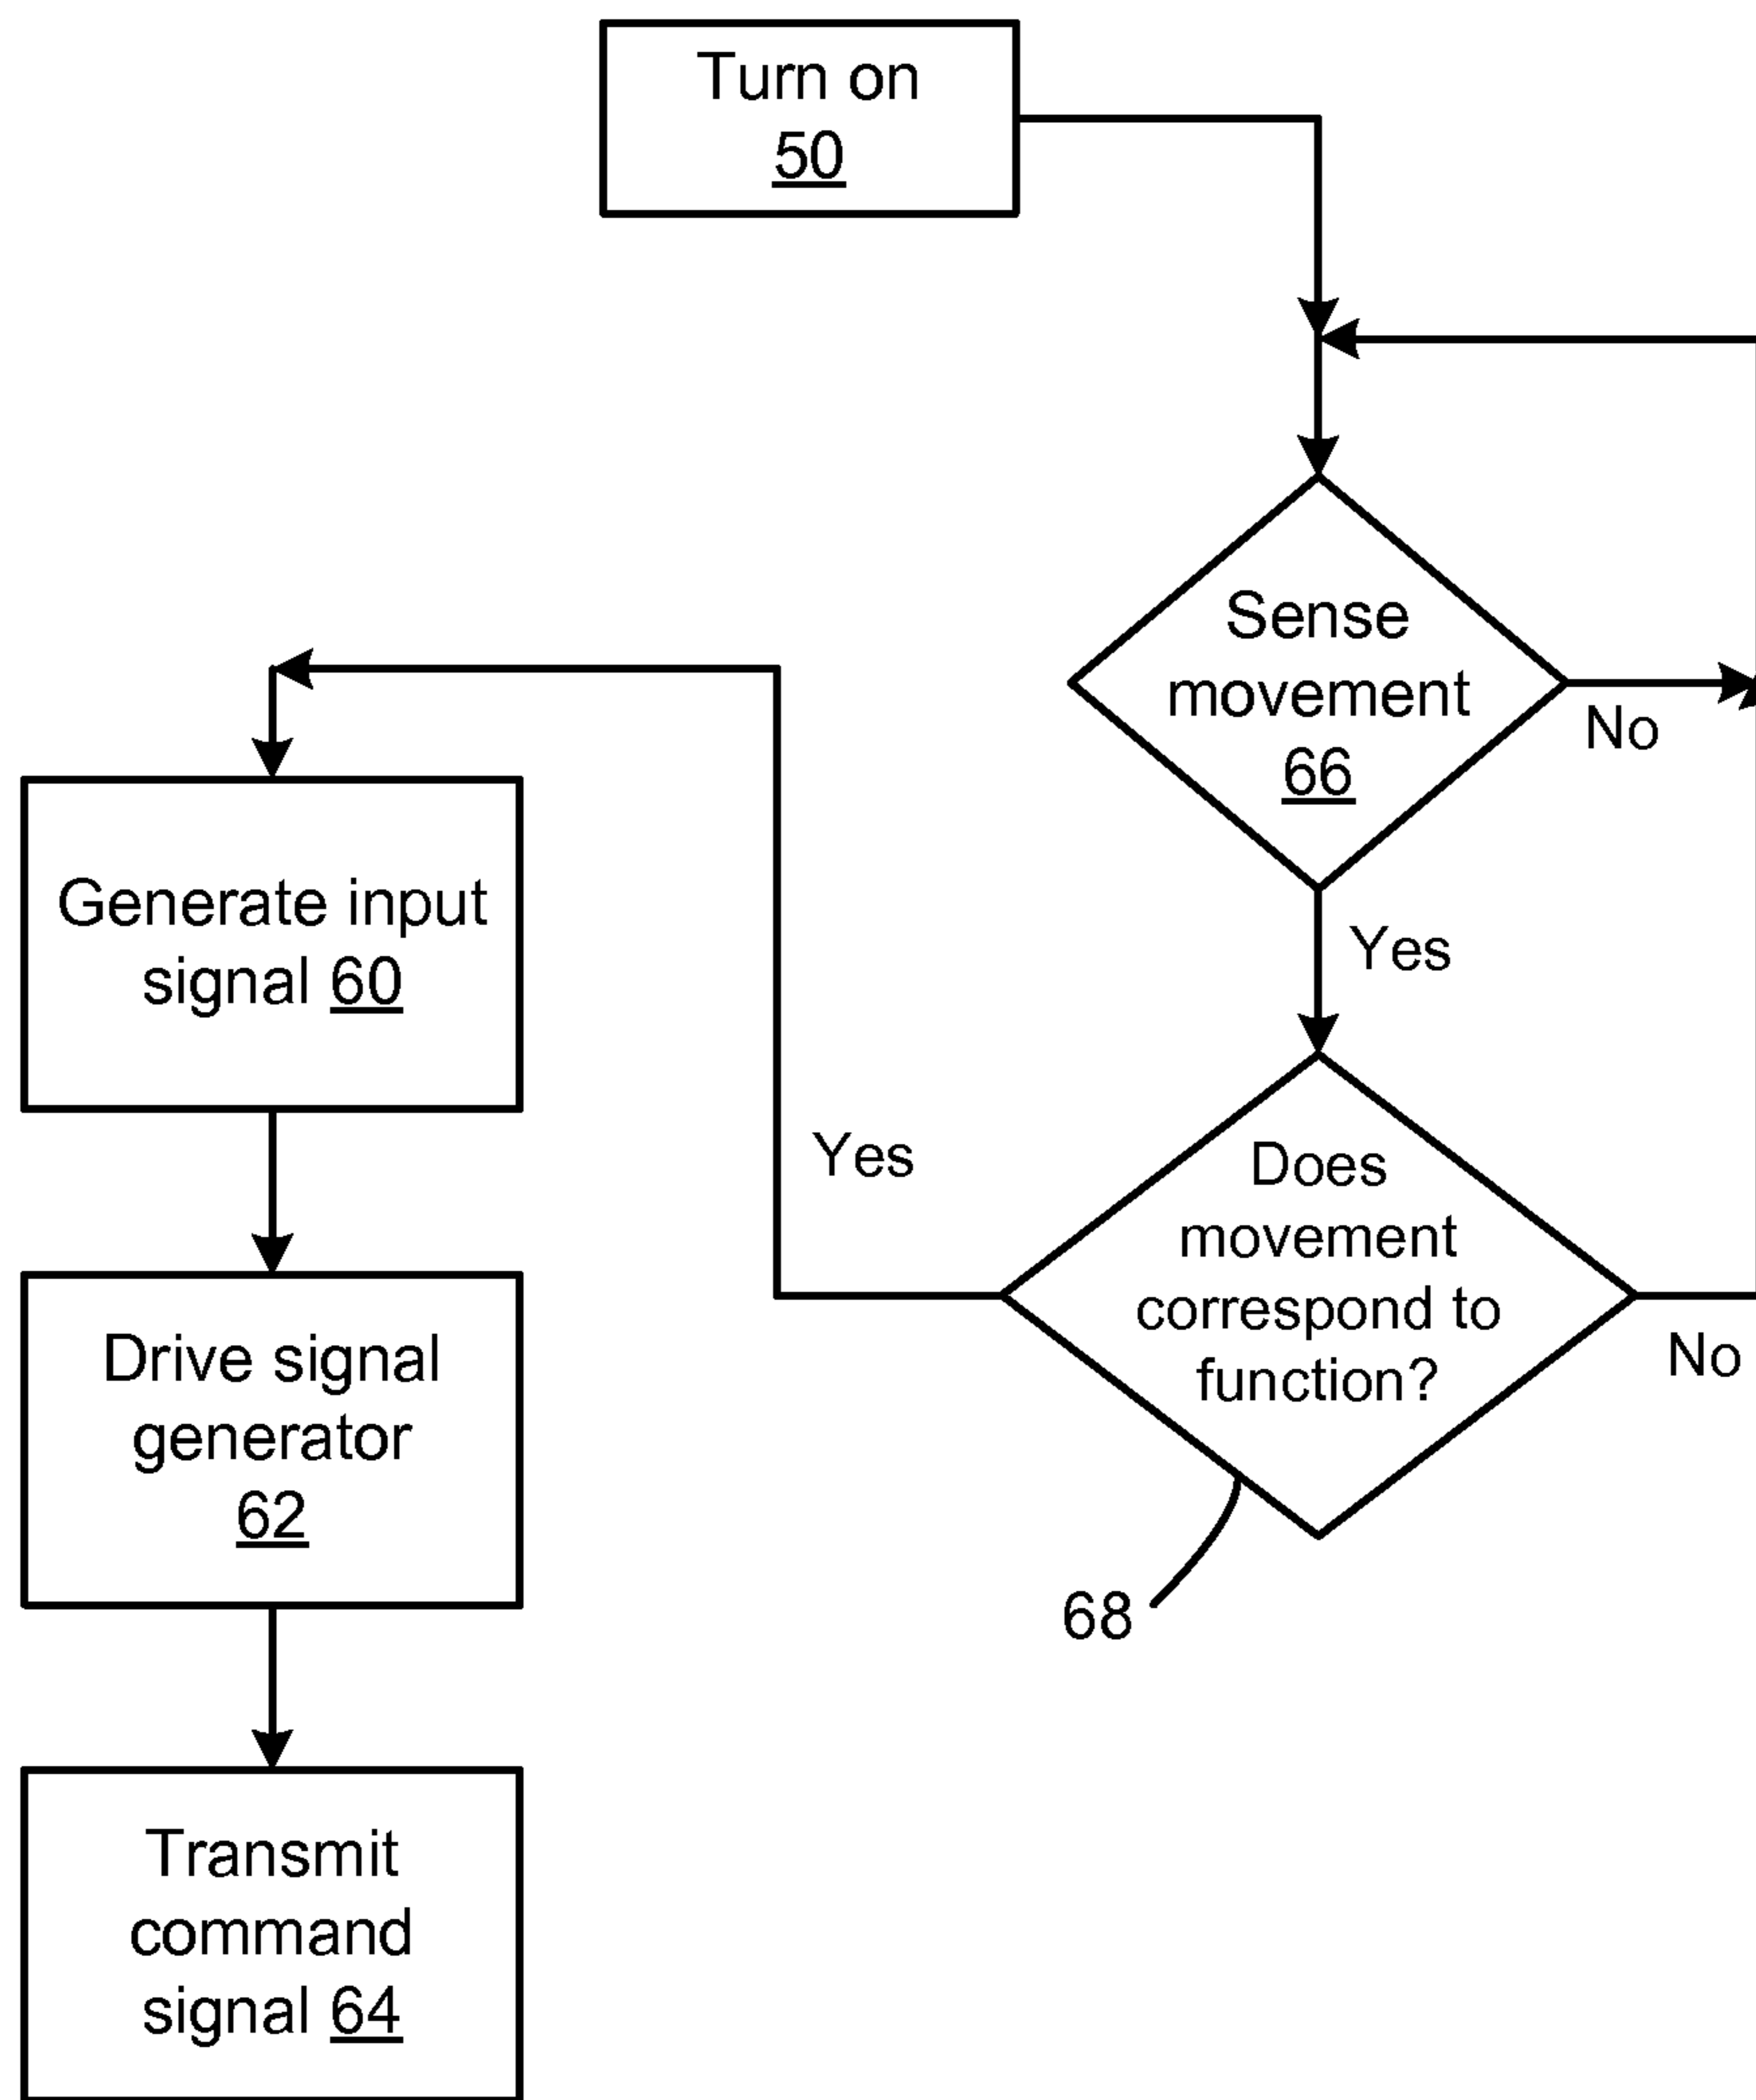 Turn on
50
Sense
movement
66
No
Yes
Does
movement
correspond to
function?
No
68
Yes
Generate input
signal 60
Drive signal
generator
62
Transmit
command
signal 64